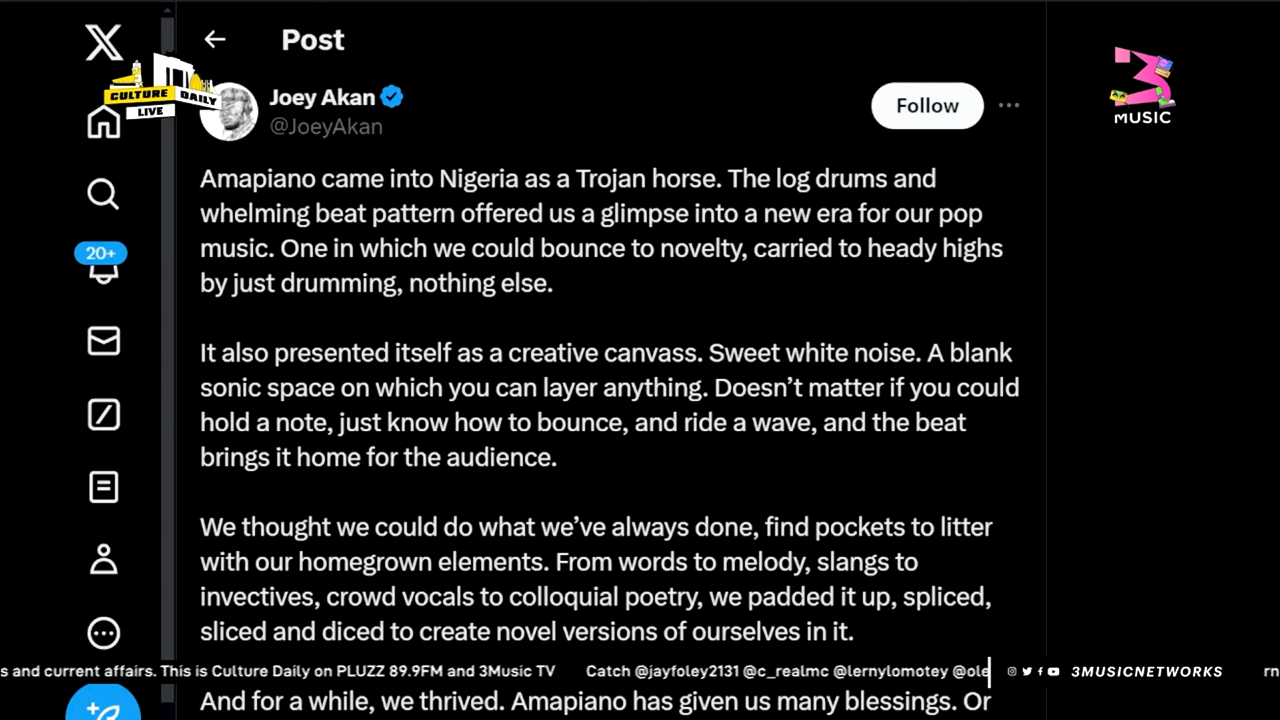 Post
CULTURE DAILY
LIVE
Joey Akan
@JoeyAkan
Follow
3
MUSIC
Amapiano came into Nigeria as a Trojan horse. The log drums and
whelming beat pattern offered us a glimpse into a new era for our pop
music. One in which we could bounce to novelty, carried to heady highs
by just drumming, nothing else.
20+
It also presented itself as a creative canvass. Sweet white noise. A blank
sonic space on which you can layer anything. Doesn’t matter if you could
hold a note, just know how to bounce, and ride a wave, and the beat
brings it home for the audience.
We thought we could do what we’ve always done, find pockets to litter
with our homegrown elements. From words to melody, slangs to
invectives, crowd vocals to colloquial poetry, we padded it up, spliced,
sliced and diced to create novel versions of ourselves in it.
s and current affairs. This is Culture Daily on PLUZZ 89.9FM and 3Music TV Catch @jayfoley2131 @c_realmc @lernylomotey @ole
3MUSICNETWORKS
rn
And for a while, we thrived. Amapiano has given us many blessings. Or